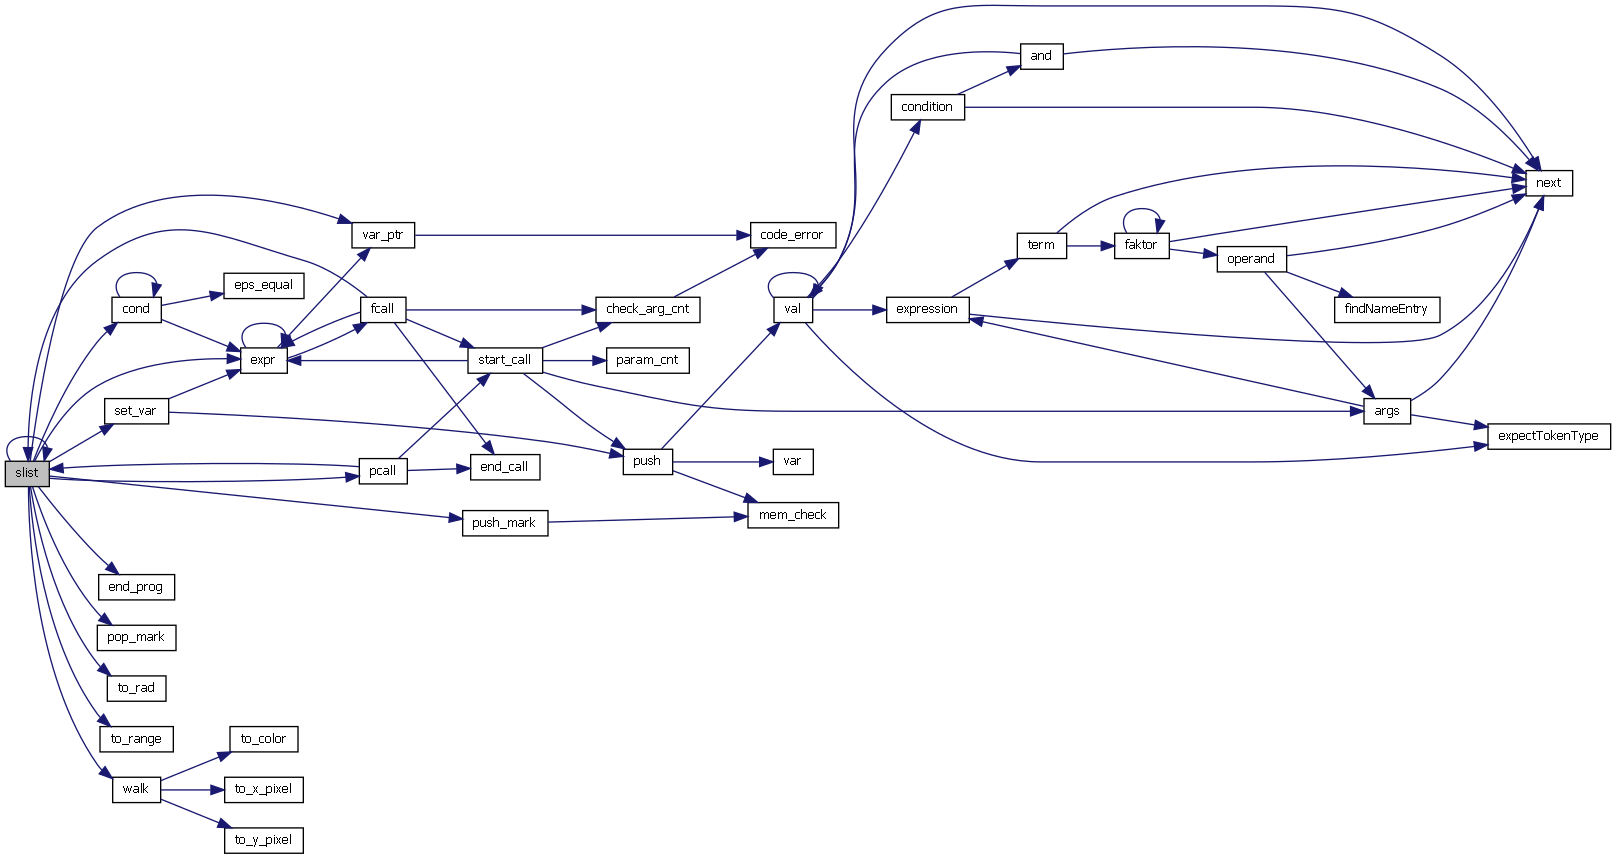 and
condition
next
var_ptr
code_error
term
faktor
operand
eps_equal
cond
fcall
check_arg_cnt
val
expression
findNameEntry
expr
start_call
param_cnt
set_var
args
expectTokenType
slist
pcall
end_call
push
var
push_mark
mem_check
end_prog
pop_mark
to_rad
to_range
to_color
walk
to_x_pixel
to_y_pixel